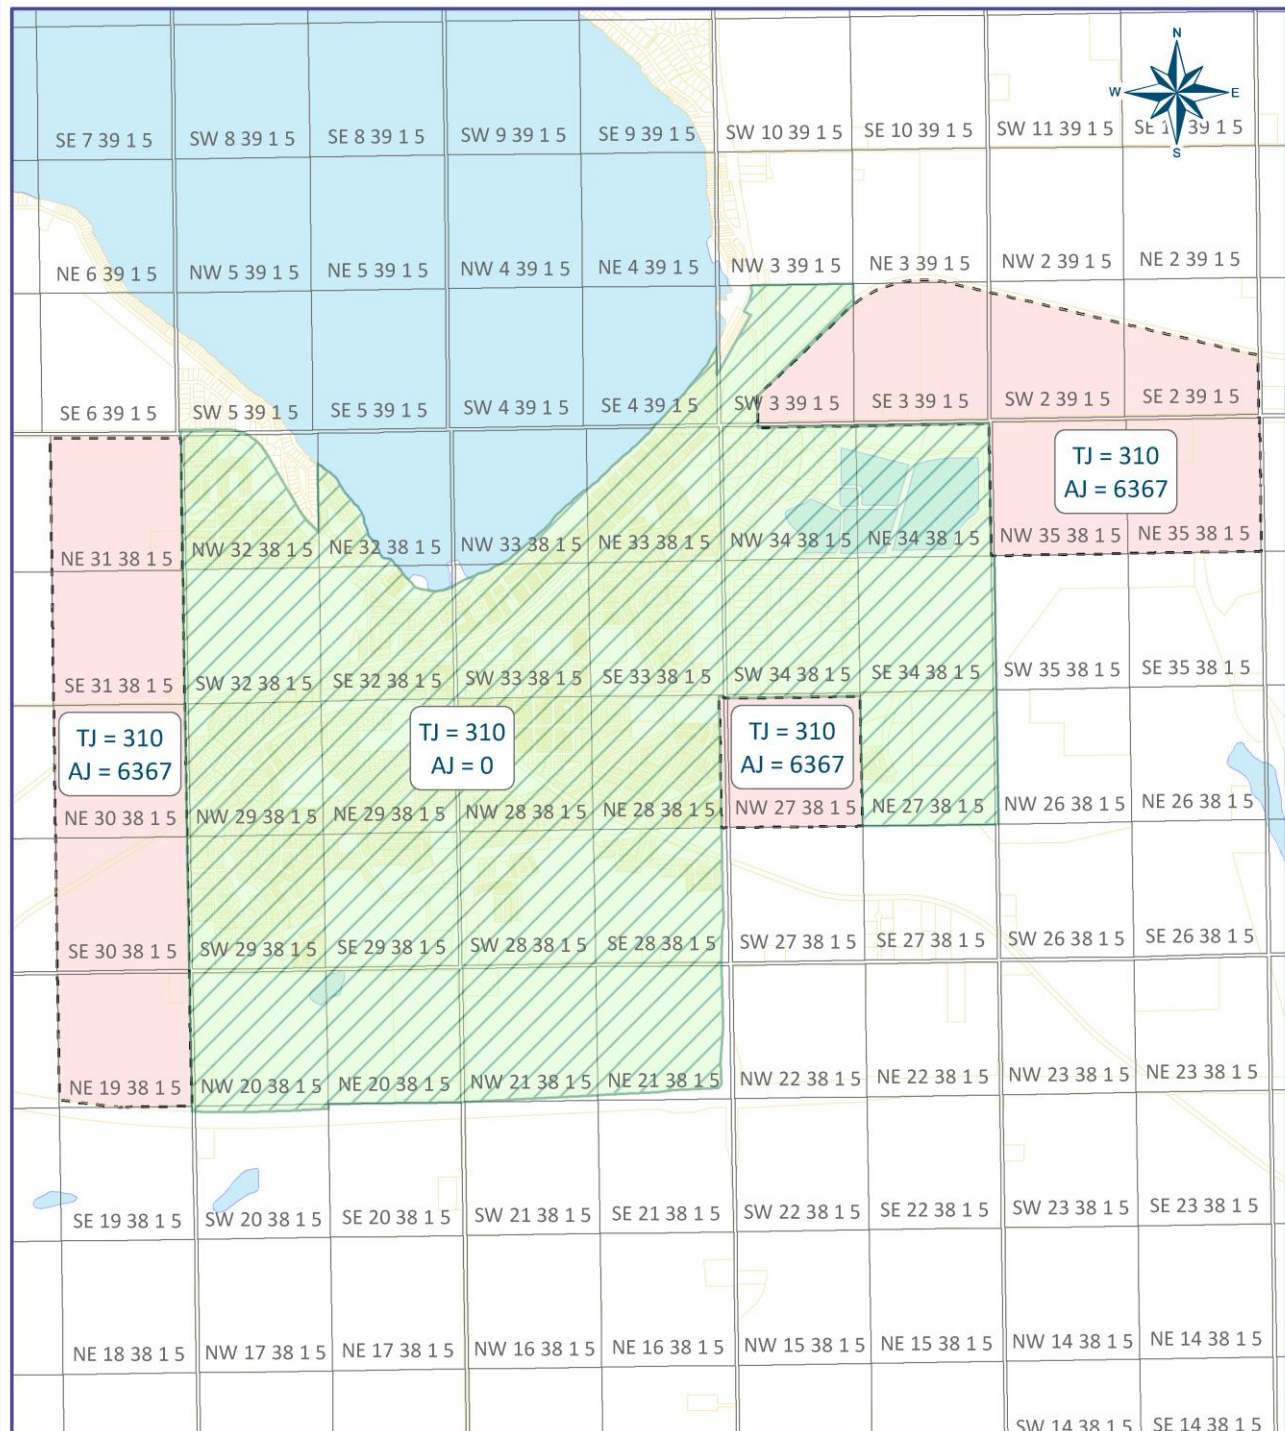 N
W E
S
SE 7 39 1 5
SW 8 39 1 5
SE 8 39 1 5
SW 9 39 1 5
SE 9 39 1 5
SW 10 39 1 5
SE 10 39 1 5
SW 11 39 1 5
SE 1 39 1 5
NE 6 39 1 5
NW 5 39 1 5
NE 5 39 1 5
NW 4 39 1 5
NE 4 39 1 5
NW 3 39 1 5
NE 3 39 1 5
NW 2 39 1 5
NE 2 39 1 5
SE 6 39 1 5
SW 5 39 1 5
SE 5 39 1 5
SW 4 39 1 5
SE 4 39 1 5
SW 3 39 1 5
SE 3 39 1 5
SW 2 39 1 5
SE 2 39 1 5
TJ = 310
AJ = 6367
NE 31 38 1 5
NW 32 38 1 5
NE 32 38 1 5
NW 33 38 1 5
NE 33 38 1 5
NW 34 38 1 5
NE 34 38 1 5
NW 35 38 1 5
NE 35 38 1 5
SE 31 38 1 5
SW 32 38 1 5
SE 32 38 1 5
SW 33 38 1 5
SE 33 38 1 5
SW 34 38 1 5
SE 34 38 1 5
SW 35 38 1 5
SE 35 38 1 5
TJ = 310
AJ = 6367
TJ = 310
AJ = 0
TJ = 310
AJ = 6367
NE 30 38 1 5
NW 29 38 1 5
NE 29 38 1 5
NW 28 38 1 5
NE 28 38 1 5
NW 27 38 1 5
NE 27 38 1 5
NW 26 38 1 5
NE 26 38 1 5
SE 30 38 1 5
SW 29 38 1 5
SE 29 38 1 5
SW 28 38 1 5
SE 28 38 1 5
SW 27 38 1 5
SE 27 38 1 5
SW 26 38 1 5
SE 26 38 1 5
NE 19 38 1 5
NW 20 38 1 5
NE 20 38 1 5
NW 21 38 1 5
NE 21 38 1 5
NW 22 38 1 5
NE 22 38 1 5
NW 23 38 1 5
NE 23 38 1 5
SE 19 38 1 5
SW 20 38 1 5
SE 20 38 1 5
SW 21 38 1 5
SE 21 38 1 5
SW 22 38 1 5
SE 22 38 1 5
SW 23 38 1 5
SE 23 38 1 5
NE 18 38 1 5
NW 17 38 1 5
NE 17 38 1 5
NW 16 38 1 5
NE 16 38 1 5
NW 15 38 1 5
NE 15 38 1 5
NW 14 38 1 5
NE 14 38 1 5
SW 14 38 1 5
SE 14 38 1 5